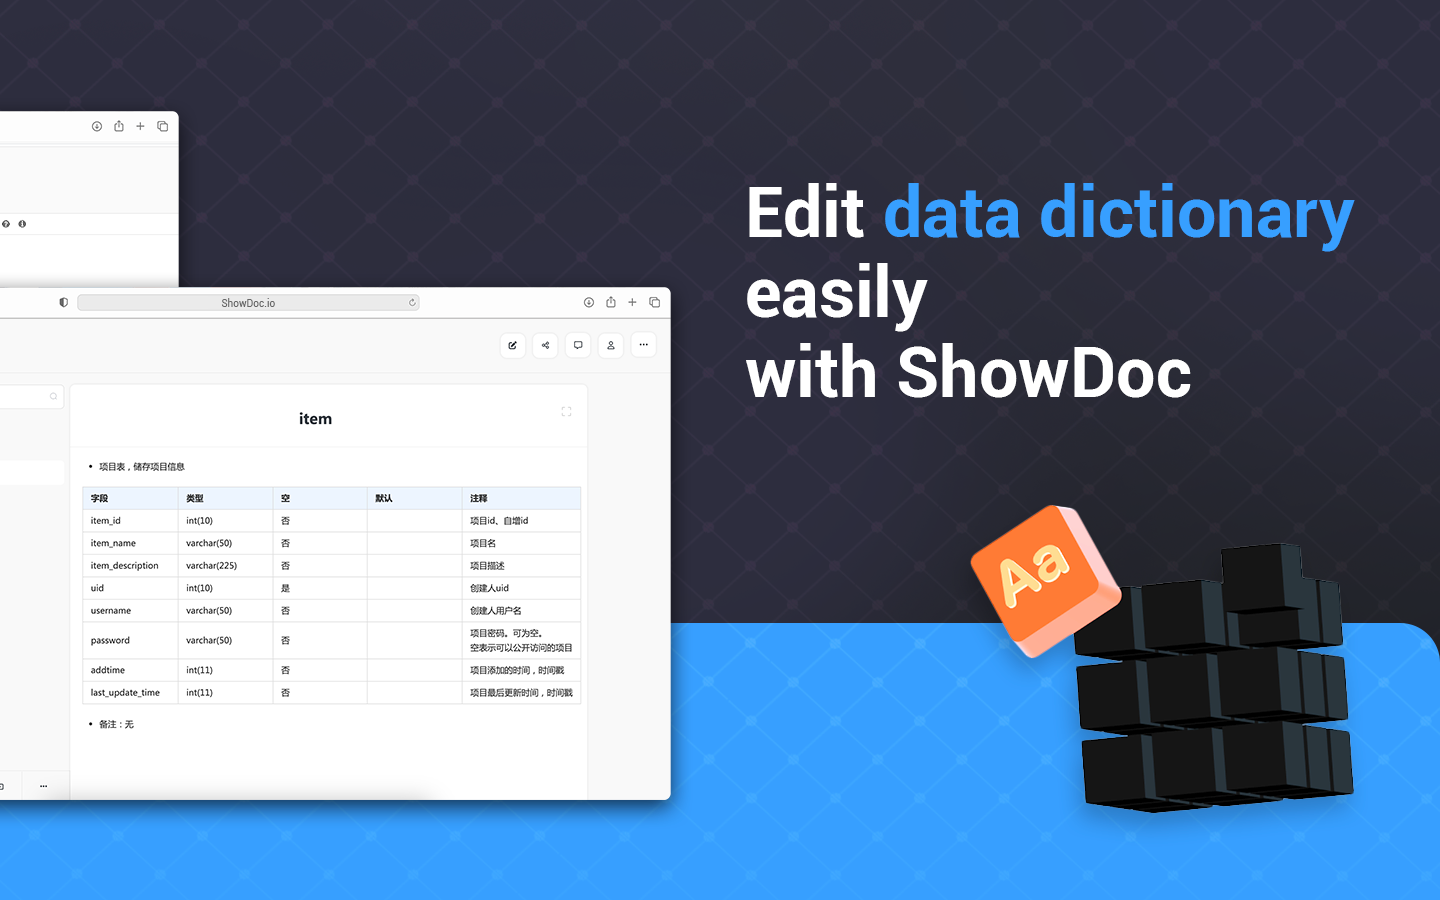 Edit data dictionary
easily
with ShowDoc
ShowDoc.io
item
• 项目表，储存项目信息
字段 类型 空 默认 注释
item_id int(10) 否 项目id、自增id
item_name varchar(50) 否 项目名
item_description varchar(225) 否 项目描述
uid int(10) 是 创建人uid
username varchar(50) 否 创建人用户名
password varchar(50) 否 项目密码。可为空。
空表示可以公开访问的项目
addtime int(11) 否 项目添加的时间，时间戳
last_update_time int(11) 否 项目最后更新时间，时间戳
• 备注：无
Aa